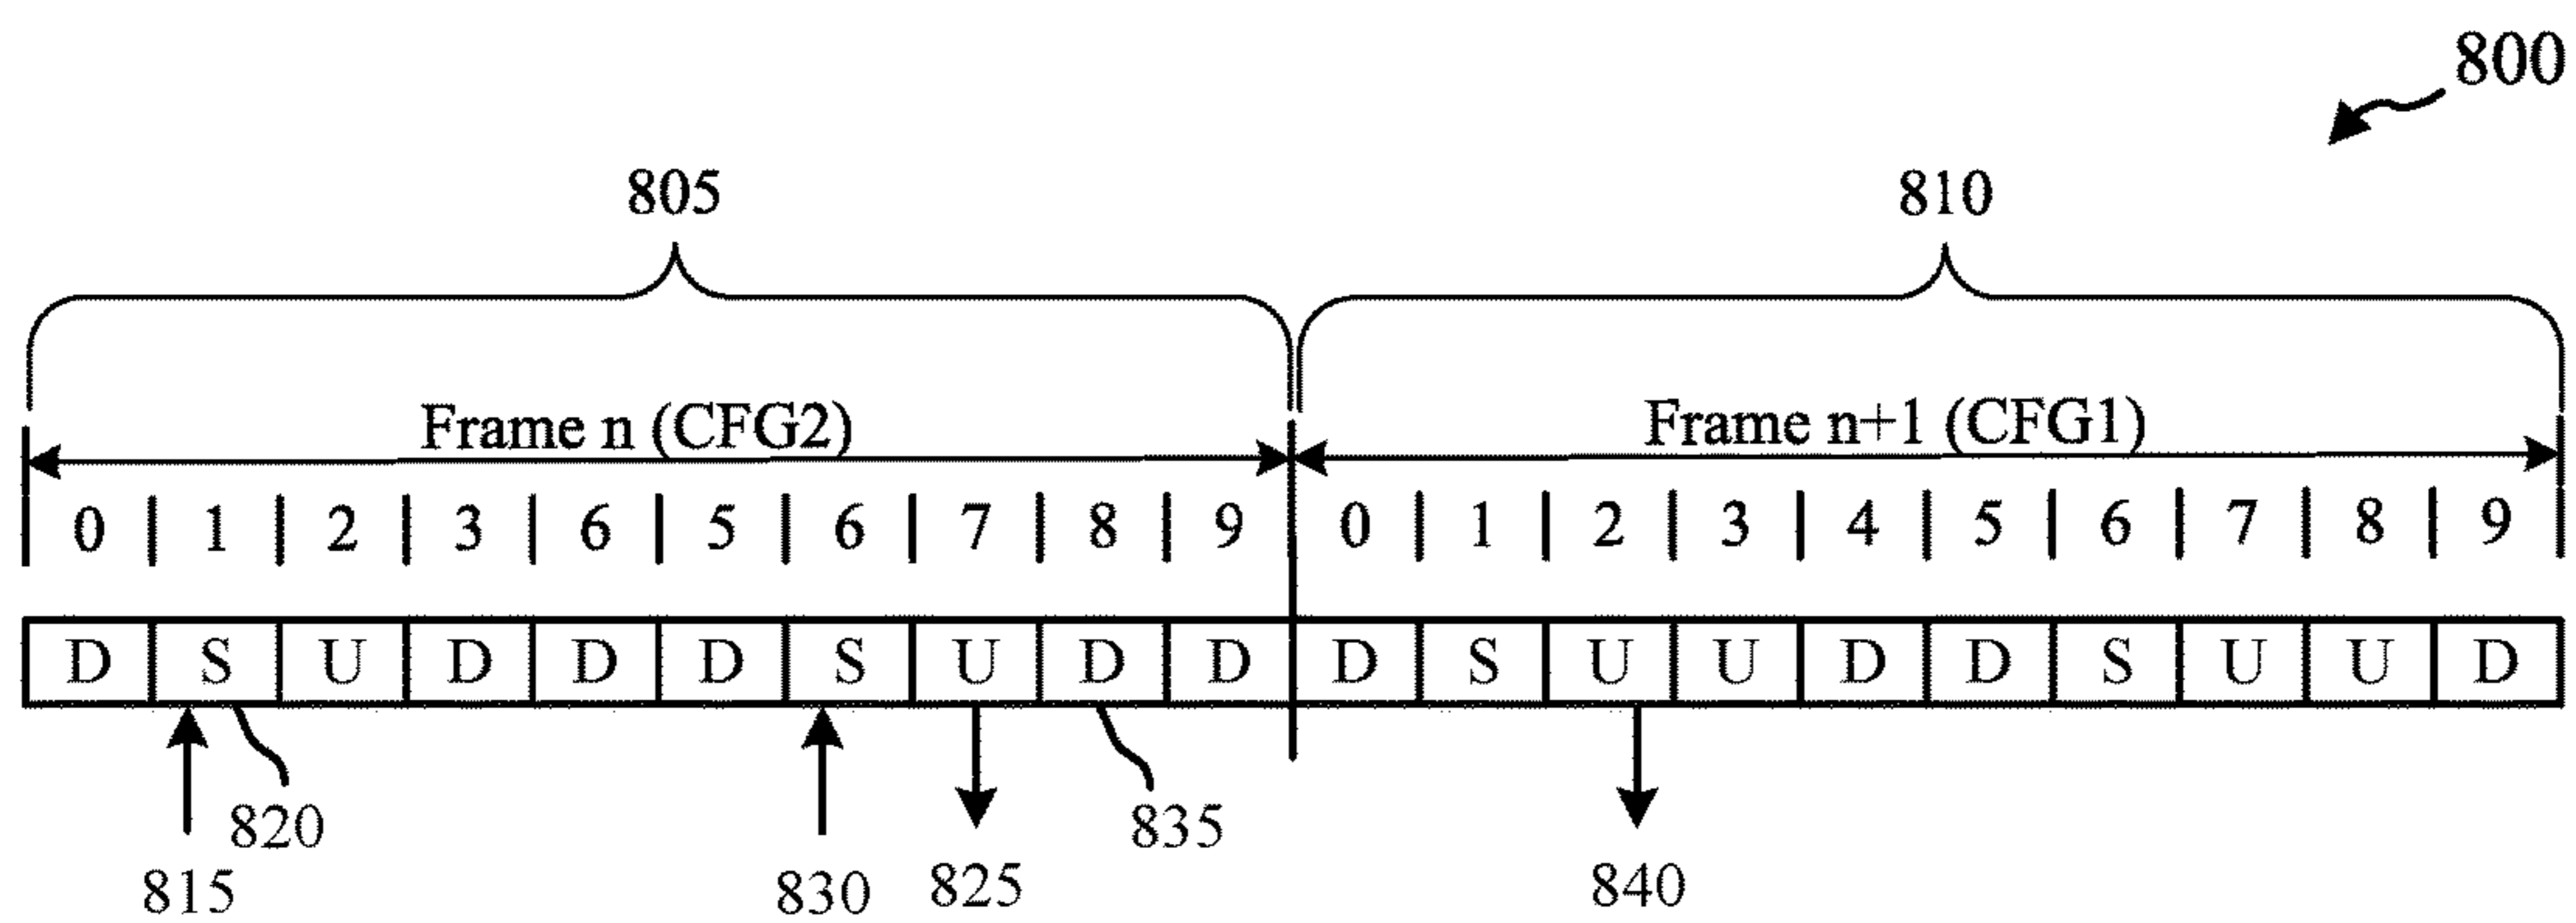 800
805 810
Frame n (CFG2) Frame n+1 (CFG1)
0 1 2 3 6 5 6 7 8 9 0 1 2 3 4 5 6 7 8 9
D S U D D D S U D D D S U U D D S U U D
820 835
815 830 825 840